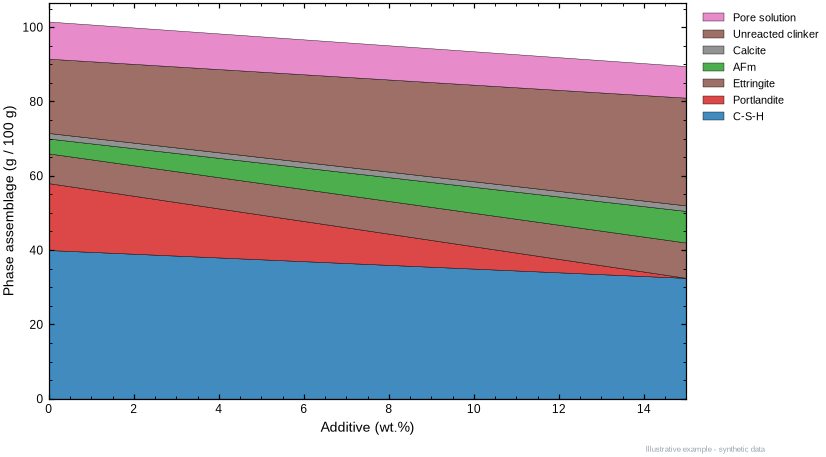 Phase assemblage (g / 100 g)
100
80
60
40
20
0
0 2 4 6 8 10 12 14
Additive (wt.%)
Pore solution
Unreacted clinker
Calcite
AFm
Ettringite
Portlandite
C-S-H
Illustrative example - synthetic data